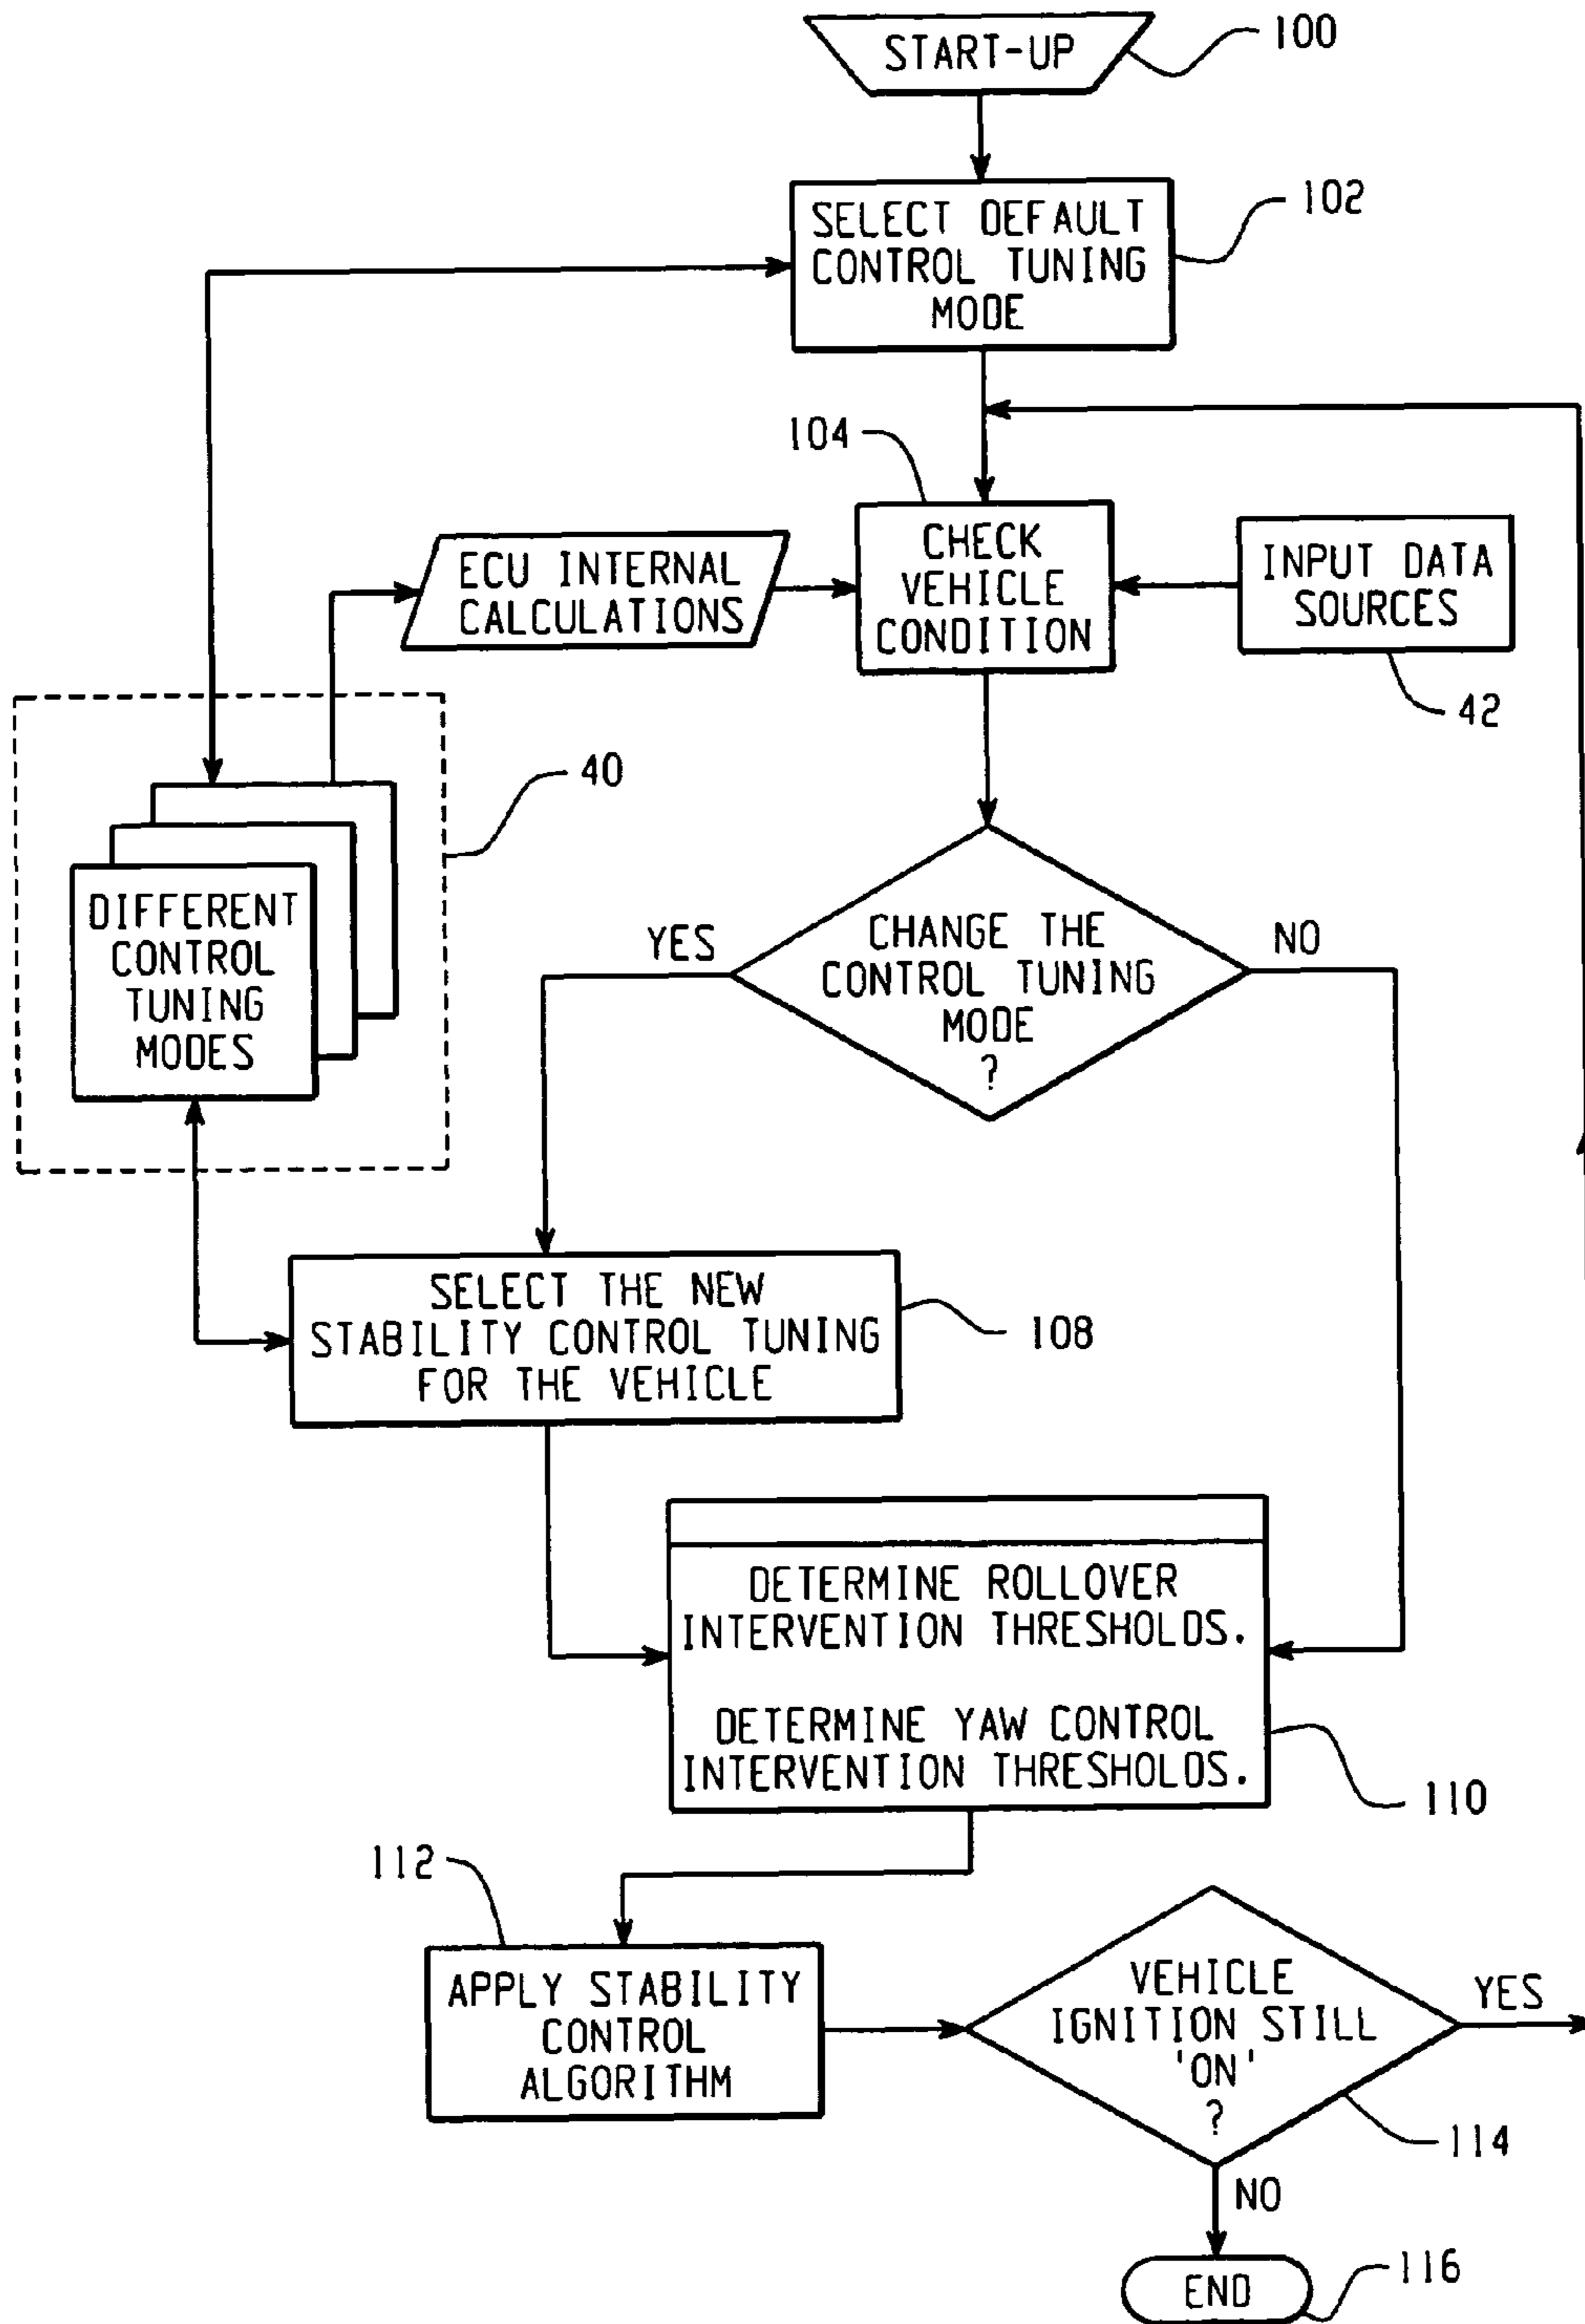 START-UP
100
SELECT DEFAULT
CONTROL TUNING
MODE
102
104
ECU INTERNAL
CALCULATIONS
CHECK
VEHICLE
CONDITION
INPUT DATA
SOURCES
42
40
DIFFERENT
CONTROL
TUNING
MODES
YES
CHANGE THE
CONTROL TUNING
MODE
?
NO
SELECT THE NEW
STABILITY CONTROL TUNING
FOR THE VEHICLE
108
DETERMINE ROLLOVER
INTERVENTION THRESHOLDS.
DETERMINE YAW CONTROL
INTERVENTION THRESHOLDS.
110
112
APPLY STABILITY
CONTROL
ALGORITHM
VEHICLE
IGNITION STILL
'ON'
?
YES
114
NO
END
116